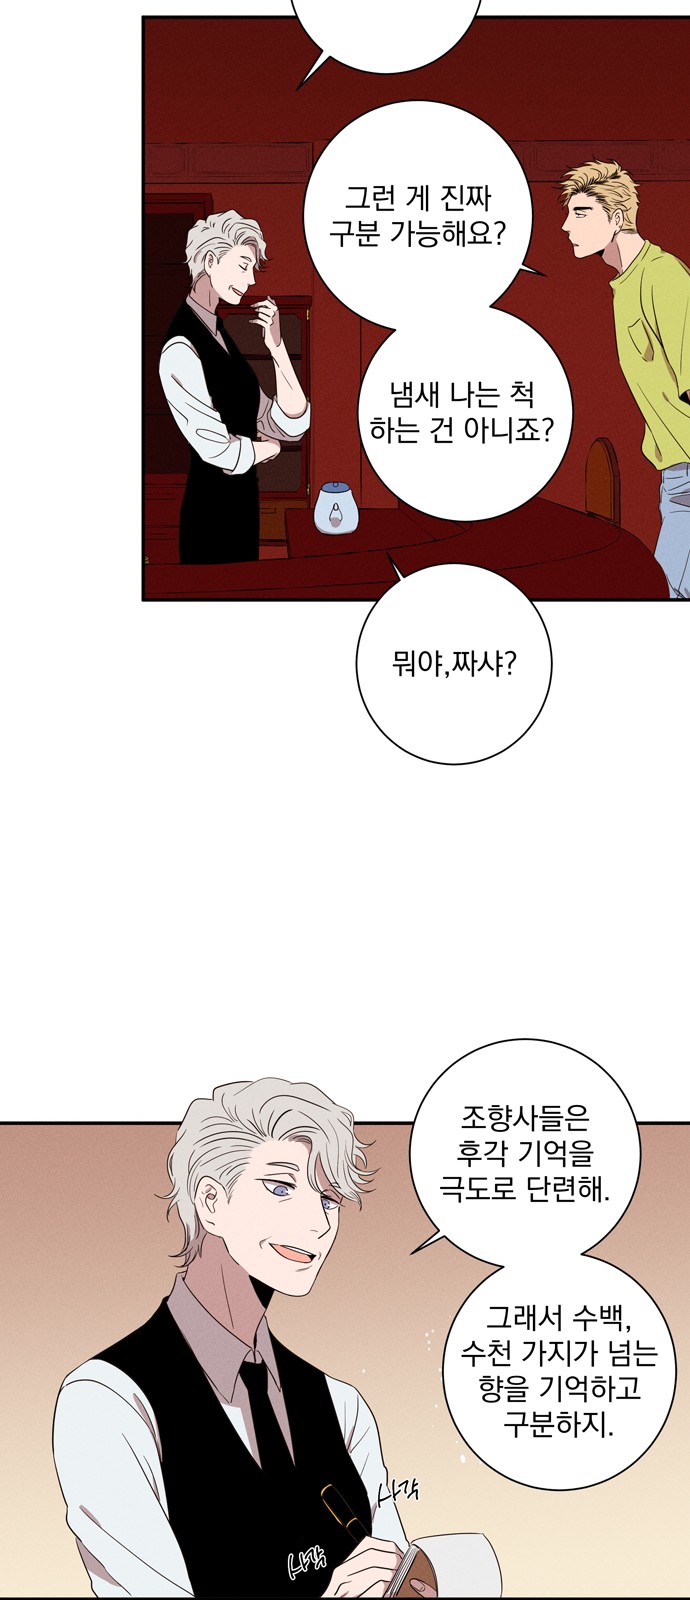 그런 게 진짜
구분 가능해요?
냄새 나는 척
하는 건 아니죠?
뭐야,짜샤?
조향사들은
후각 기억을
극도로 단련해.
그래서 수백,
수천 가지가 넘는
향을 기억하고
구분하지.
사각
사각